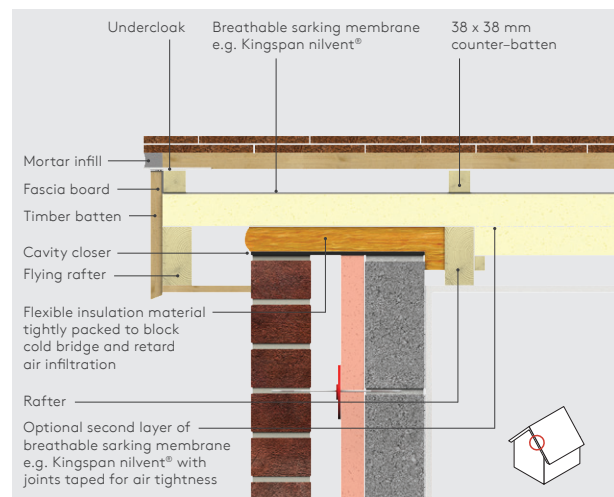 Undercloak
Breathable sarking membrane
e.g. Kingspan nilvent®
38 x 38 mm
counter–batten
Mortar infill
Fascia board
Timber batten
Cavity closer
Flying rafter
Flexible insulation material
tightly packed to block
cold bridge and retard
air infiltration
Rafter
Optional second layer of
breathable sarking membrane
e.g. Kingspan nilvent® with
joints taped for air tightness